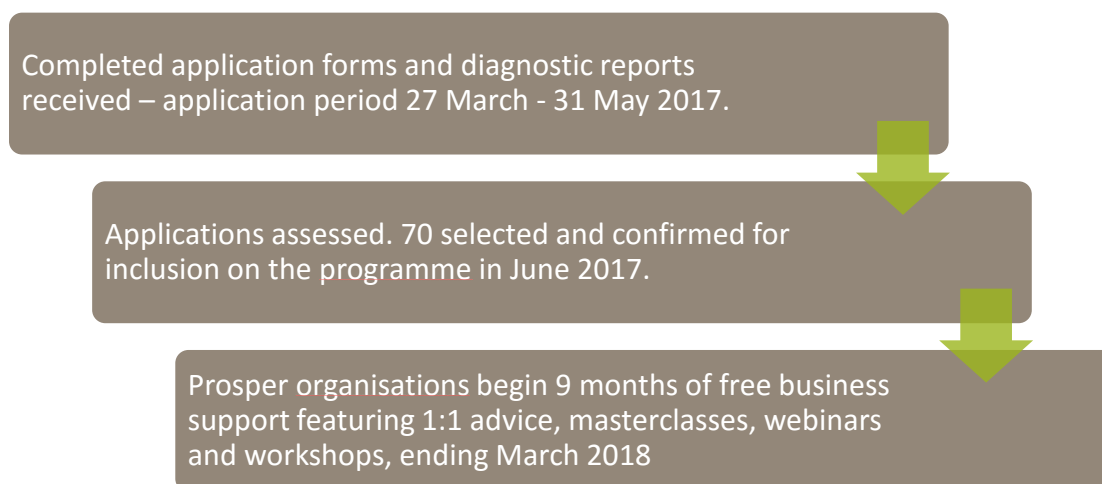 Completed application forms and diagnostic reports
received – application period 27 March - 31 May 2017.
Applications assessed. 70 selected and confirmed for
inclusion on the programme in June 2017.
Prosper organisations begin 9 months of free business
support featuring 1:1 advice, masterclasses, webinars
and workshops, ending March 2018